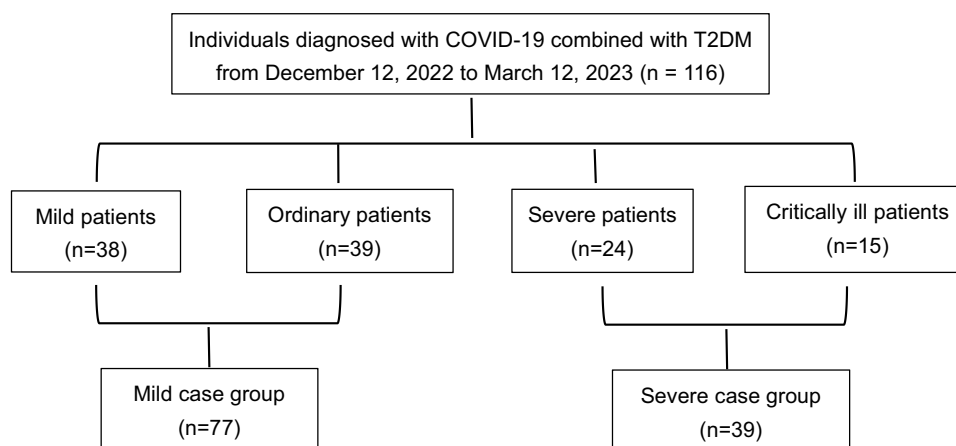 Individuals diagnosed with COVID-19 combined with T2DM
from December 12, 2022 to March 12, 2023 (n = 116)
Mild patients
(n=38)
Ordinary patients
(n=39)
Severe patients
(n=24)
Critically ill patients
(n=15)
Mild case group
(n=77)
Severe case group
(n=39)